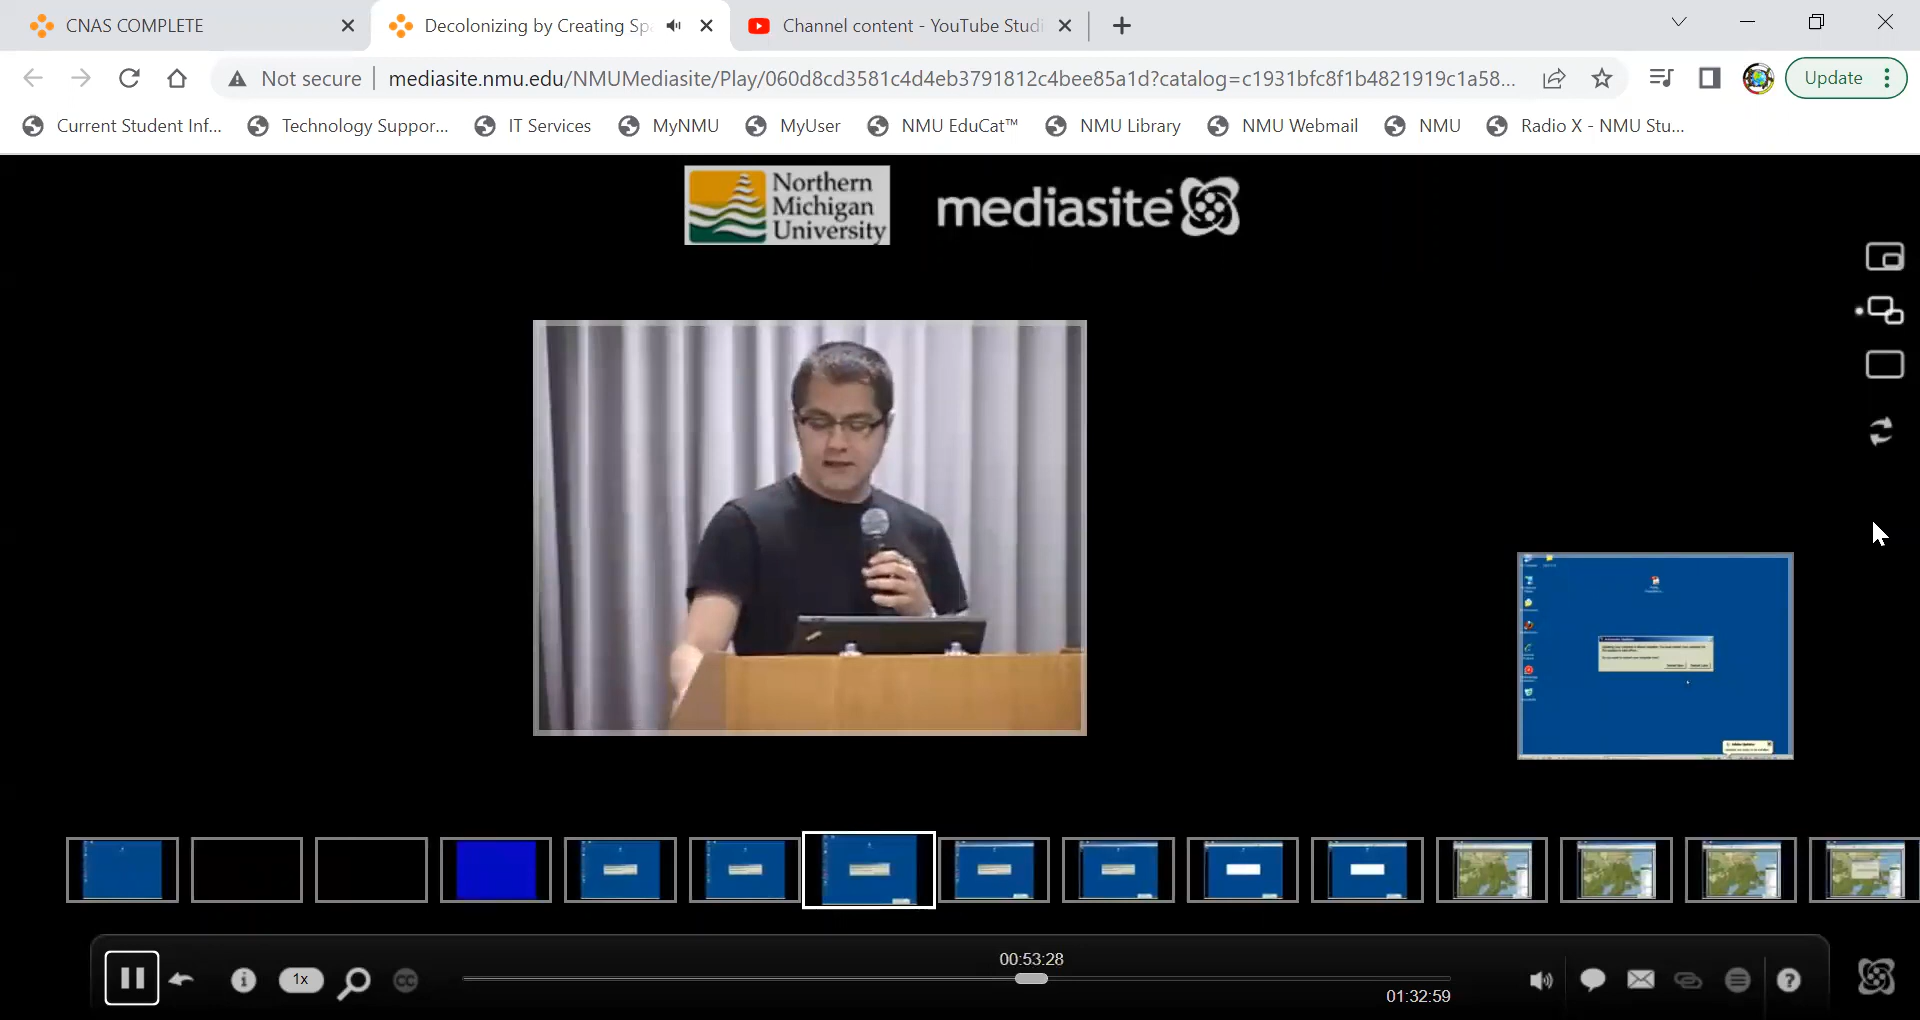 CNAS COMPLETE
Decolonizing by Creating Sp
Channel content - YouTube Studi
Not secure
mediasite.nmu.edu/NMUMediasite/Play/060d8cd3581c4d4eb3791812c4bee85a1d?catalog=c1931bfc8f1b4821919c1a58...
Update
Current Student Inf...
Technology Suppor...
IT Services
MyNMU
MyUser
NMU EduCat™
NMU Library
NMU Webmail
NMU
Radio X - NMU Stu...
Northern
Michigan
University
mediasite
00:53:28
1x
CC
01:32:59